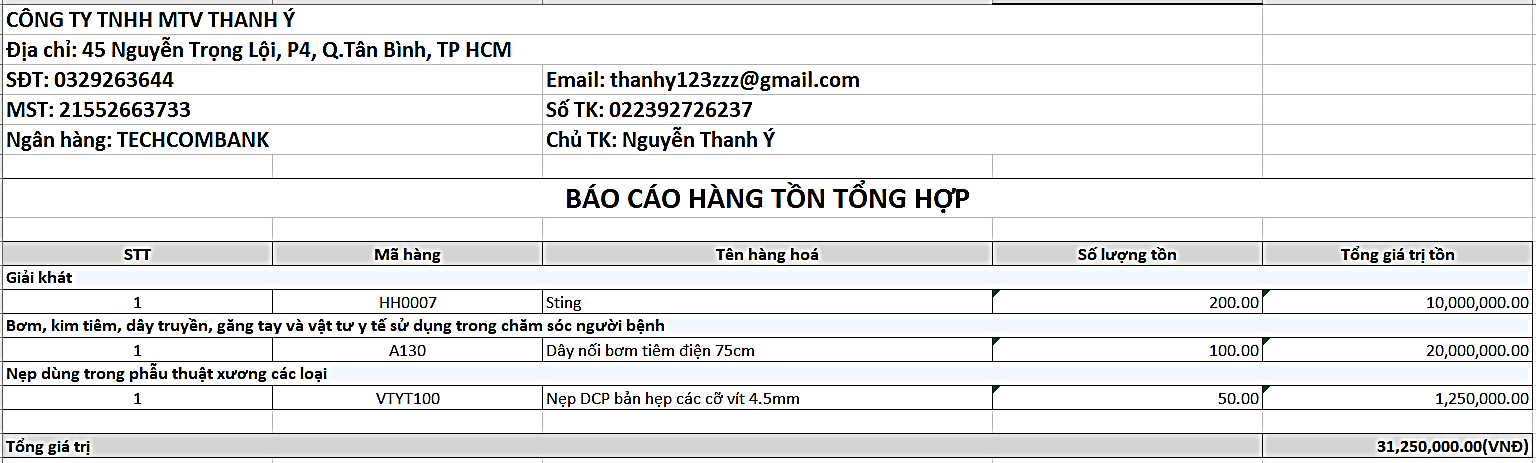 CÔNG TY TNHH MTV THANH Ý
Địa chỉ: 45 Nguyễn Trọng Lội, P4, Q.Tân Bình, TP HCM
SĐT: 0329263644 Email: thanhy123zzz@gmail.com
MST: 21552663733 Số TK: 022392726237
Ngân hàng: TECHCOMBANK Chủ TK: Nguyễn Thanh Ý
BÁO CÁO HÀNG TỒN TỔNG HỢP
STT Mã hàng Tên hàng hoá Số lượng tồn Tổng giá trị tồn
Giải khát
1 HH0007 Sting 200.00 10,000,000.00
Bơm, kim tiêm, dây truyền, găng tay và vật tư y tế sử dụng trong chăm sóc người bệnh
1 A130 Dây nối bơm tiêm điện 75cm 100.00 20,000,000.00
Nẹp dùng trong phẫu thuật xương các loại
1 VTYT100 Nẹp DCP bản hẹp các cỡ vít 4.5mm 50.00 1,250,000.00
Tổng giá trị 31,250,000.00(VNĐ)